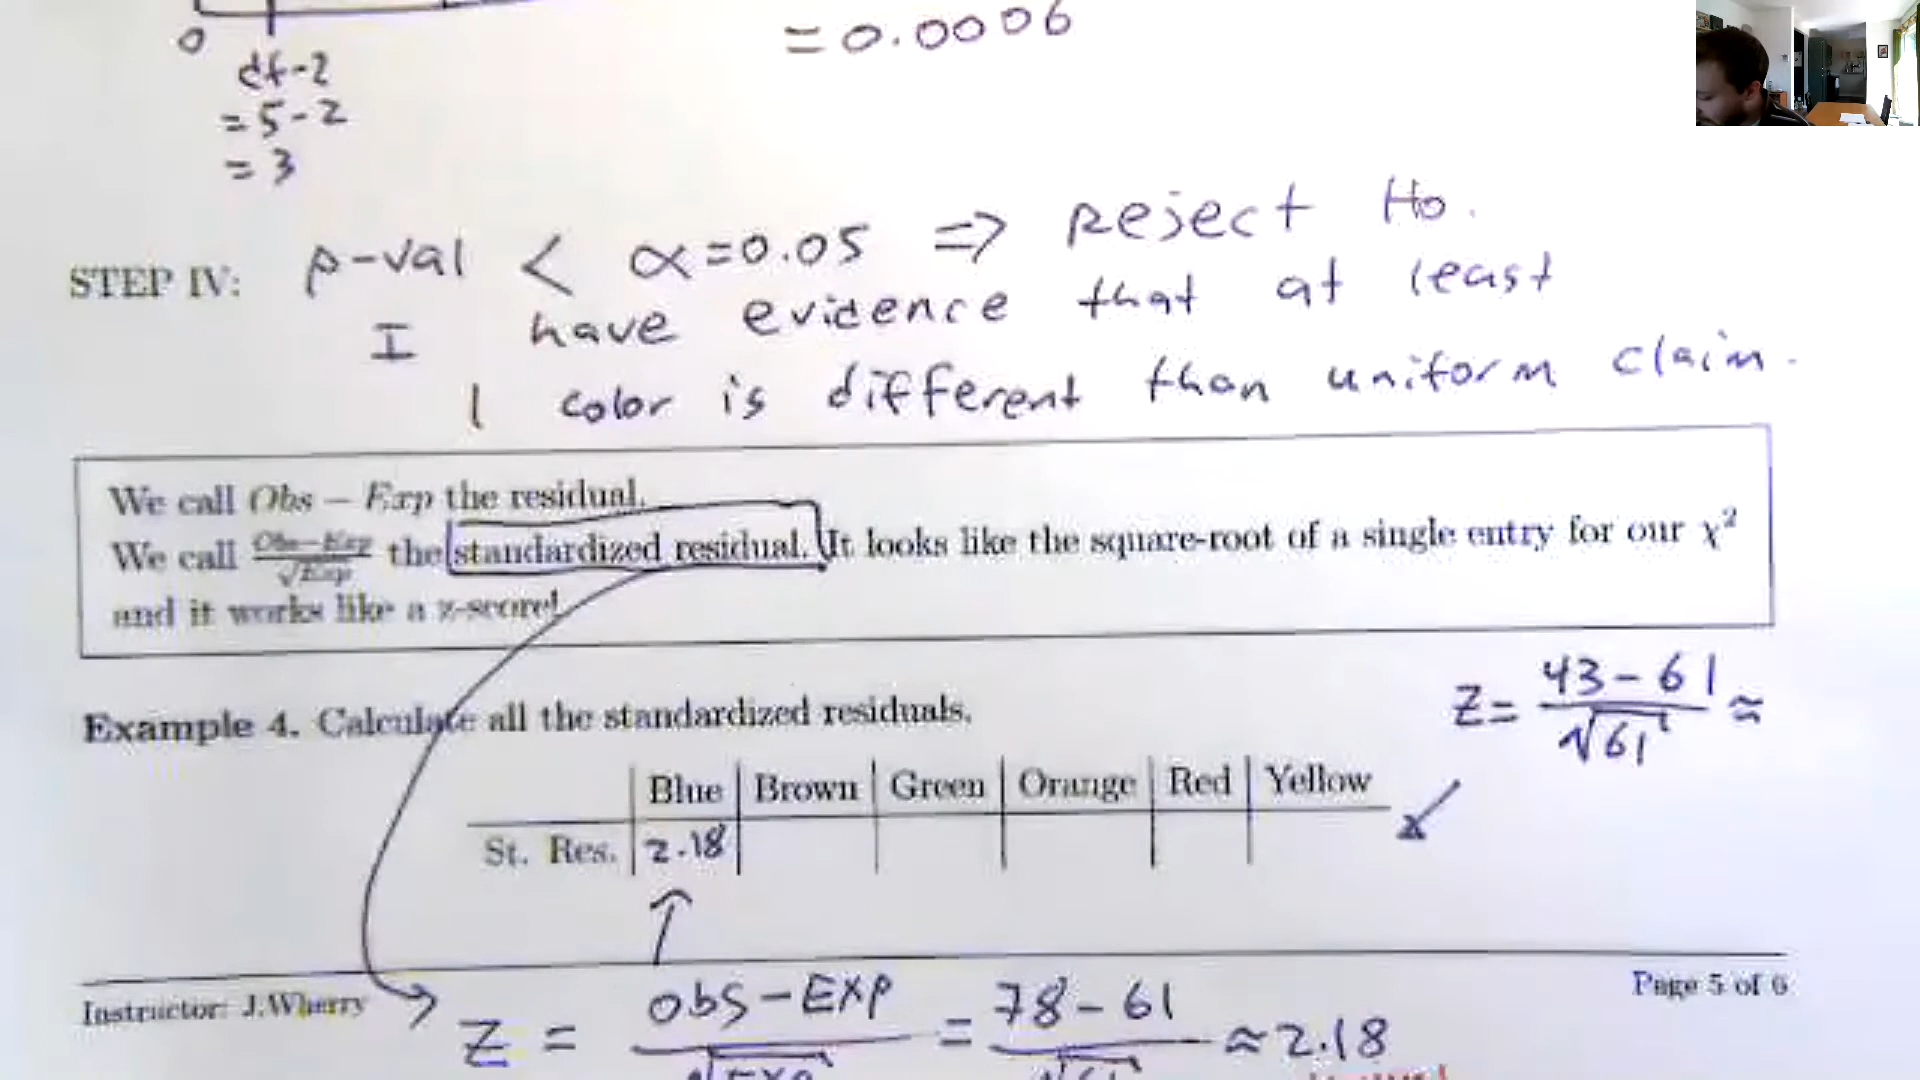 0
= 0.0006
df-2
= 5-2
= 3
STEP IV: p-val < α=0.05 => Reject Ho.
I have evidence that at least
1 color is different than uniform claim.
We call Obs − Exp the residual.
We call Obs−Exp/√Exp the standardized residual. It looks like the square-root of a single entry for our χ²
and it works like a z-score!
Z = 43-61/√61 ≈
Example 4. Calculate all the standardized residuals.
Blue Brown Green Orange Red Yellow
St. Res. 2.18
Instructor: J.Wherry
Page 5 of 6
Z = Obs-EXP/√EXP = 78-61/√61 ≈ 2.18